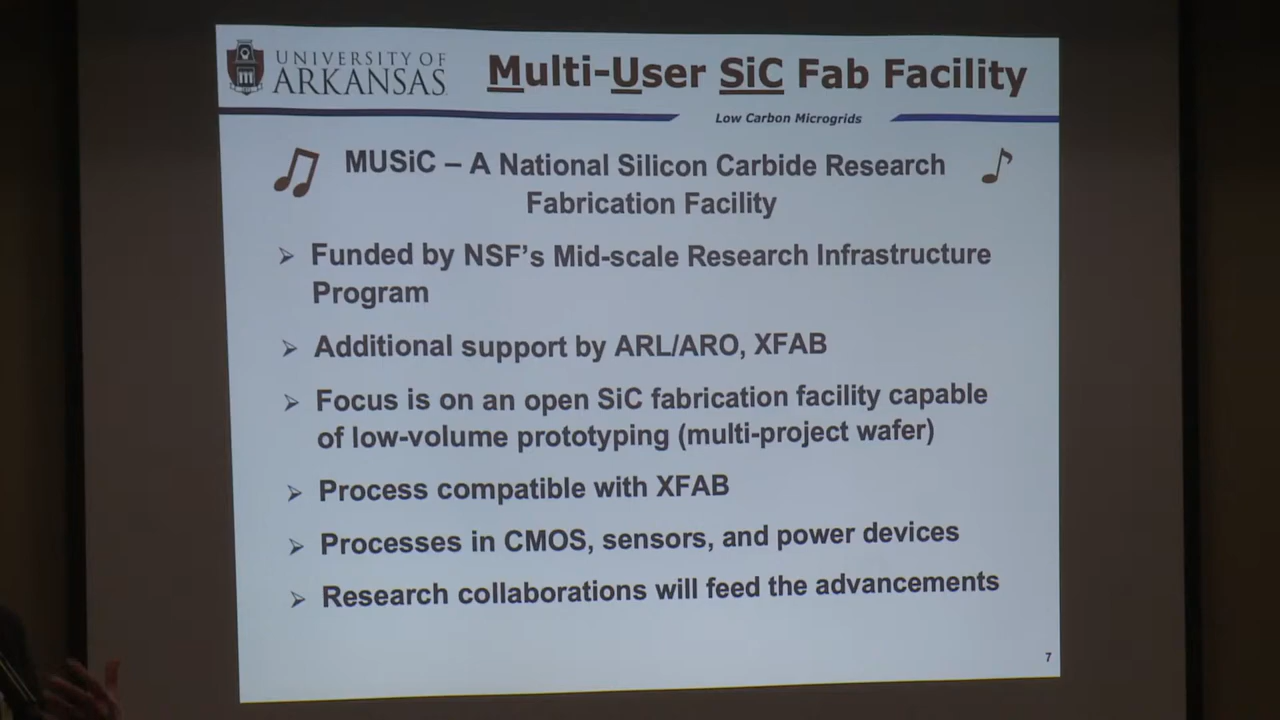 UNIVERSITY OF
ARKANSAS
Multi-User SiC Fab Facility
Low Carbon Microgrids
MUSiC – A National Silicon Carbide Research
Fabrication Facility
➢ Funded by NSF’s Mid-scale Research Infrastructure
Program
➢ Additional support by ARL/ARO, XFAB
➢ Focus is on an open SiC fabrication facility capable
of low-volume prototyping (multi-project wafer)
➢ Process compatible with XFAB
➢ Processes in CMOS, sensors, and power devices
➢ Research collaborations will feed the advancements
7